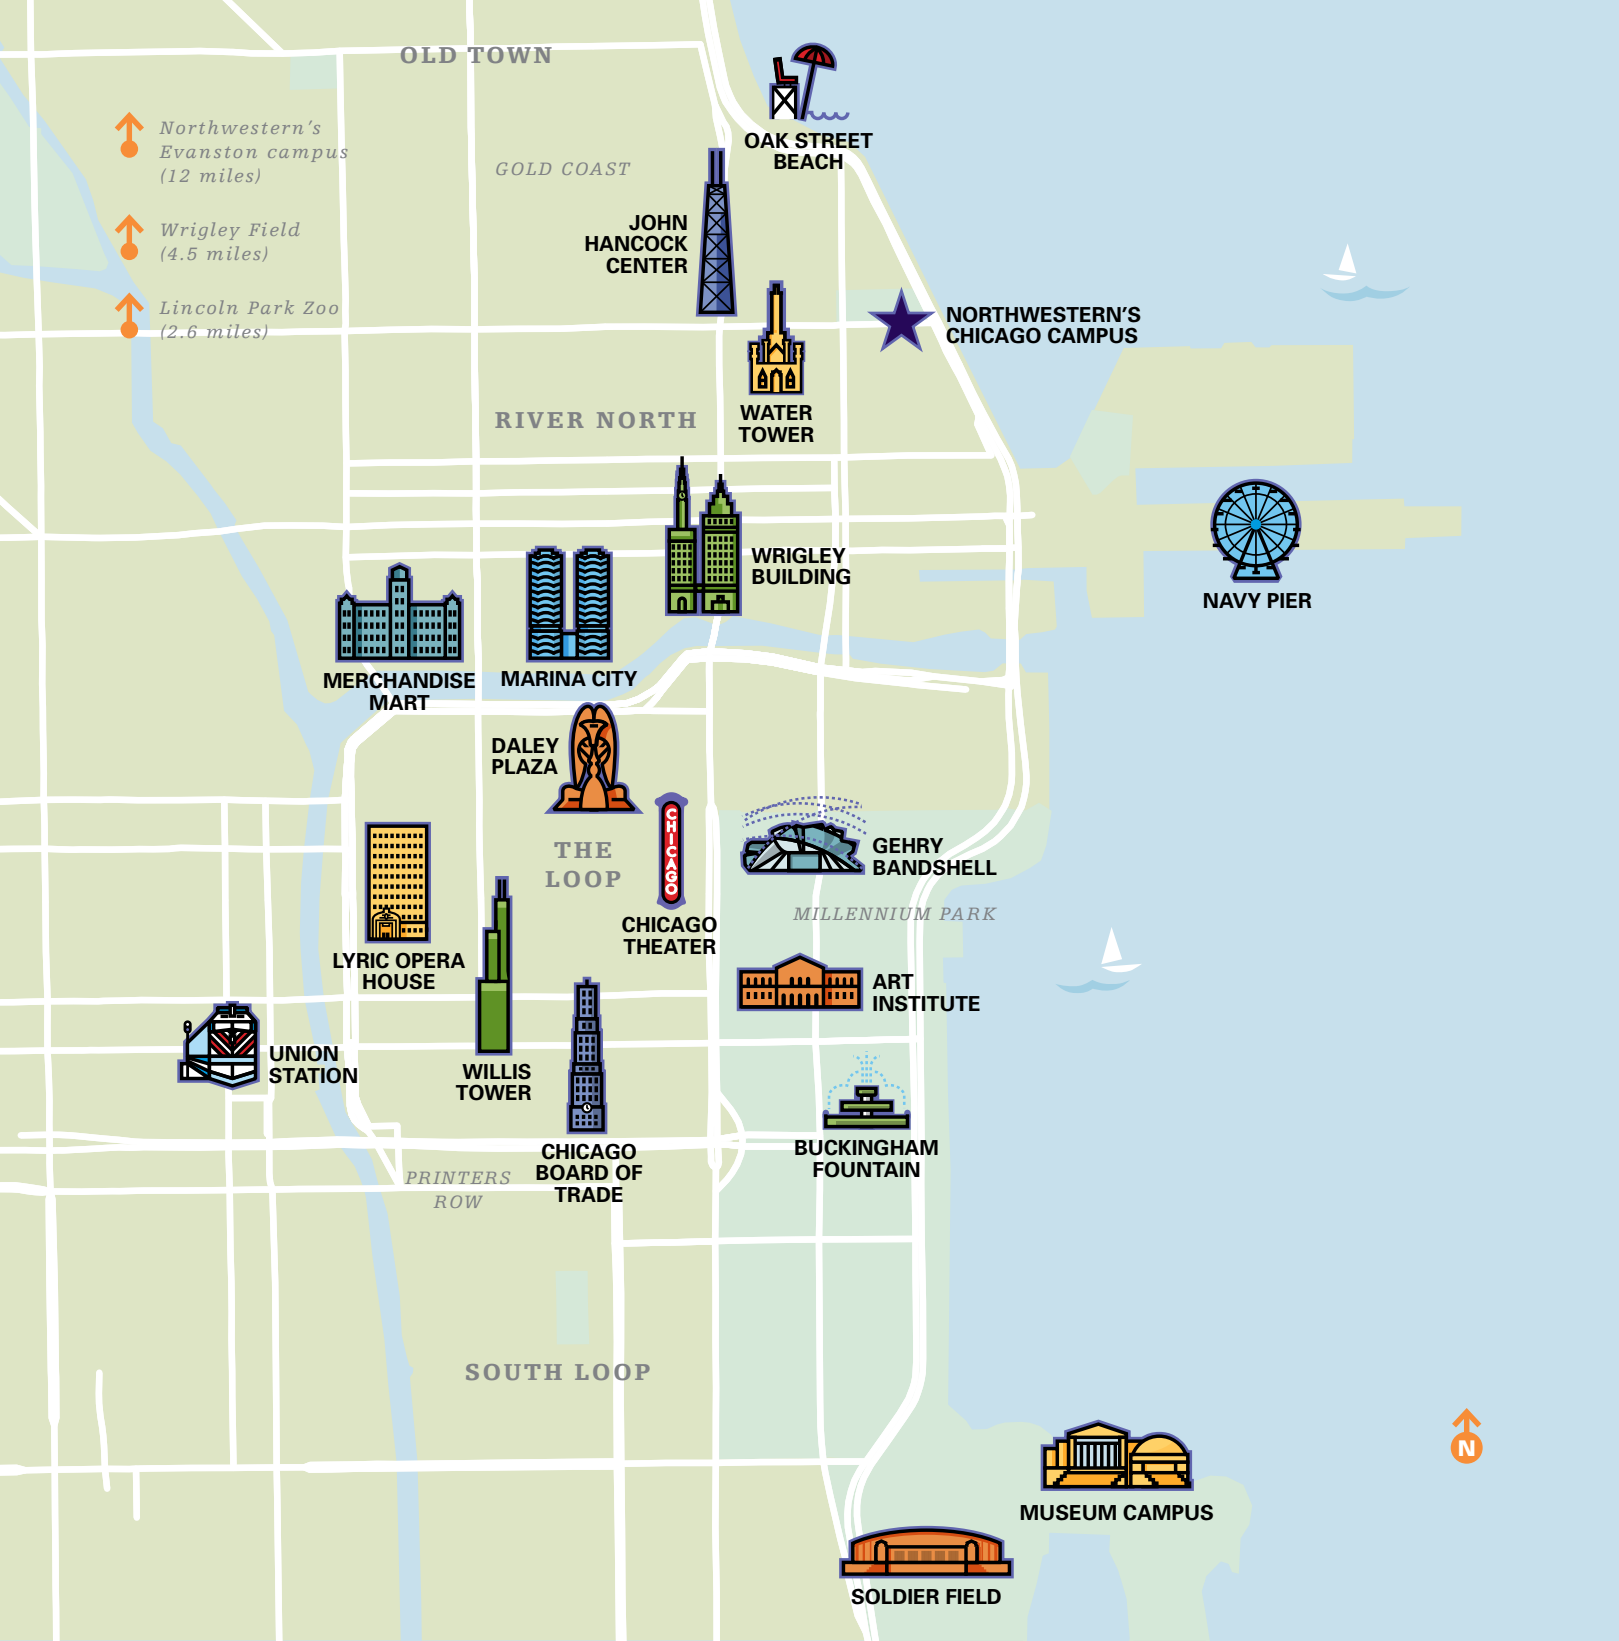 OLD TOWN
OAK STREET
BEACH
Northwestern's
Evanston campus
(12 miles)
GOLD COAST
JOHN
HANCOCK
CENTER
Wrigley Field
(4.5 miles)
Lincoln Park Zoo
(2.6 miles)
NORTHWESTERN'S
CHICAGO CAMPUS
WATER
TOWER
RIVER NORTH
WRIGLEY
BUILDING
NAVY PIER
MERCHANDISE
MART
MARINA CITY
DALEY
PLAZA
CHICAGO
THE
LOOP
GEHRY
BANDSHELL
MILLENNIUM PARK
CHICAGO
THEATER
LYRIC OPERA
HOUSE
ART
INSTITUTE
UNION
STATION
WILLIS
TOWER
CHICAGO
BOARD OF
TRADE
BUCKINGHAM
FOUNTAIN
PRINTERS
ROW
SOUTH LOOP
N
MUSEUM CAMPUS
SOLDIER FIELD